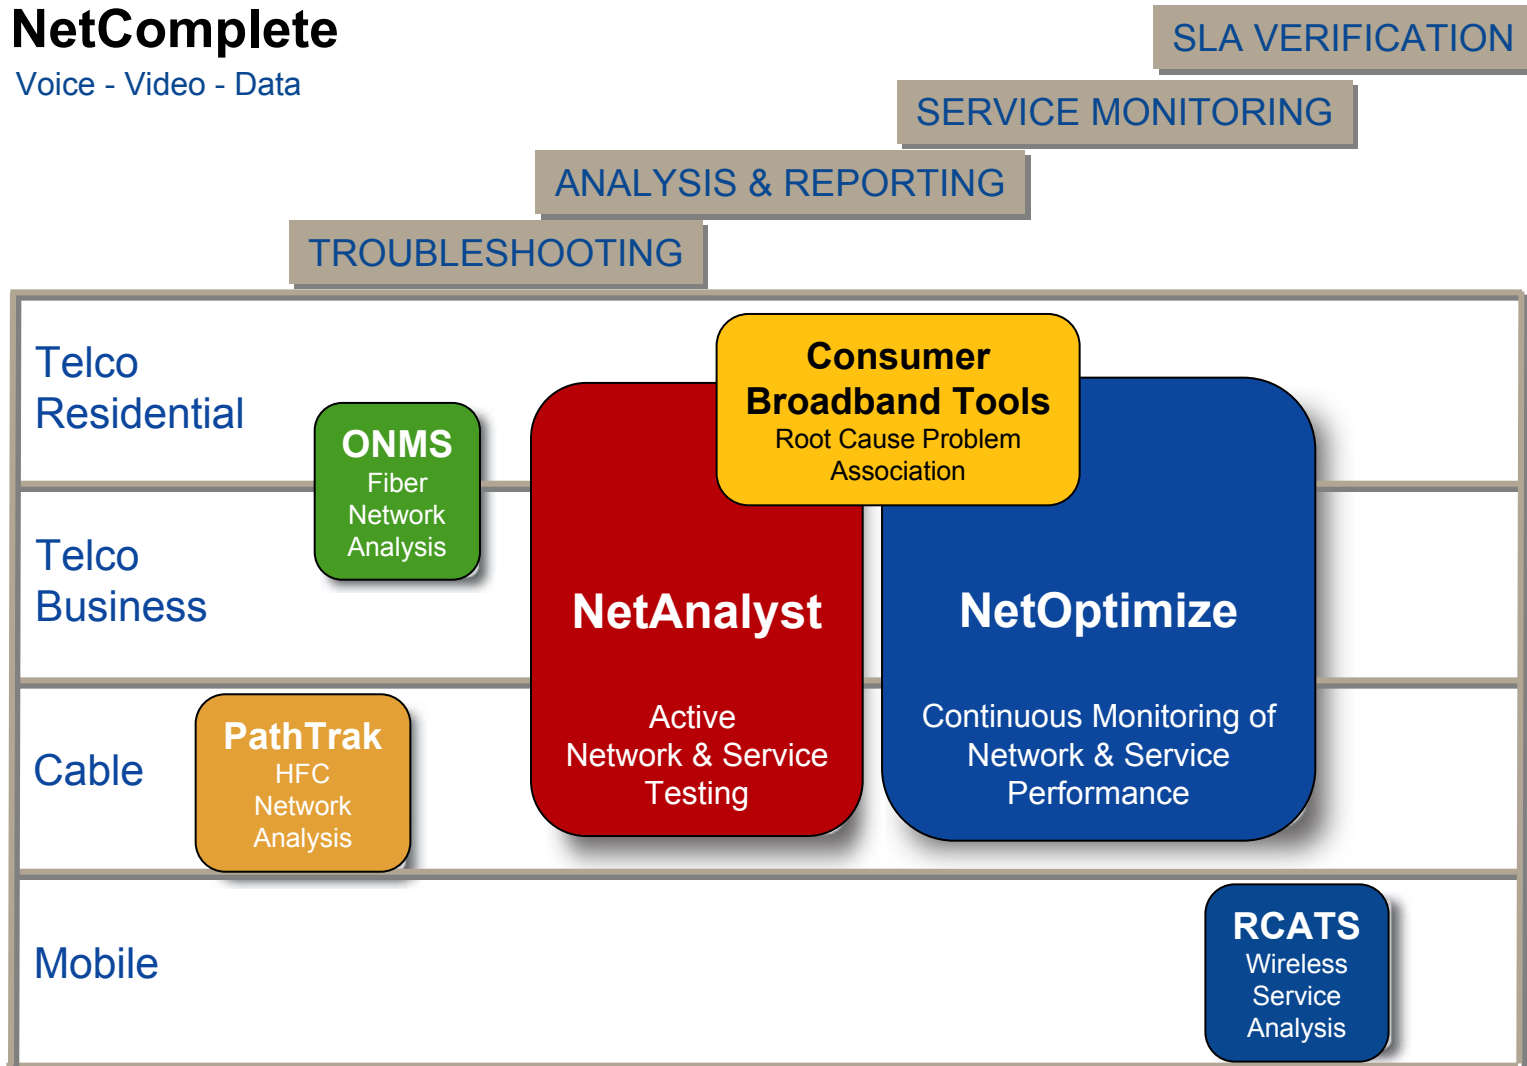 NetComplete
Voice - Video - Data
SLA VERIFICATION
SERVICE MONITORING
ANALYSIS & REPORTING
TROUBLESHOOTING
Telco
Residential
ONMS
Fiber
Network
Analysis
Consumer
Broadband Tools
Root Cause Problem
Association
Telco
Business
NetAnalyst
Active
Network & Service
Testing
NetOptimize
Continuous Monitoring of
Network & Service
Performance
Cable
PathTrak
HFC
Network
Analysis
Mobile
RCATS
Wireless
Service
Analysis